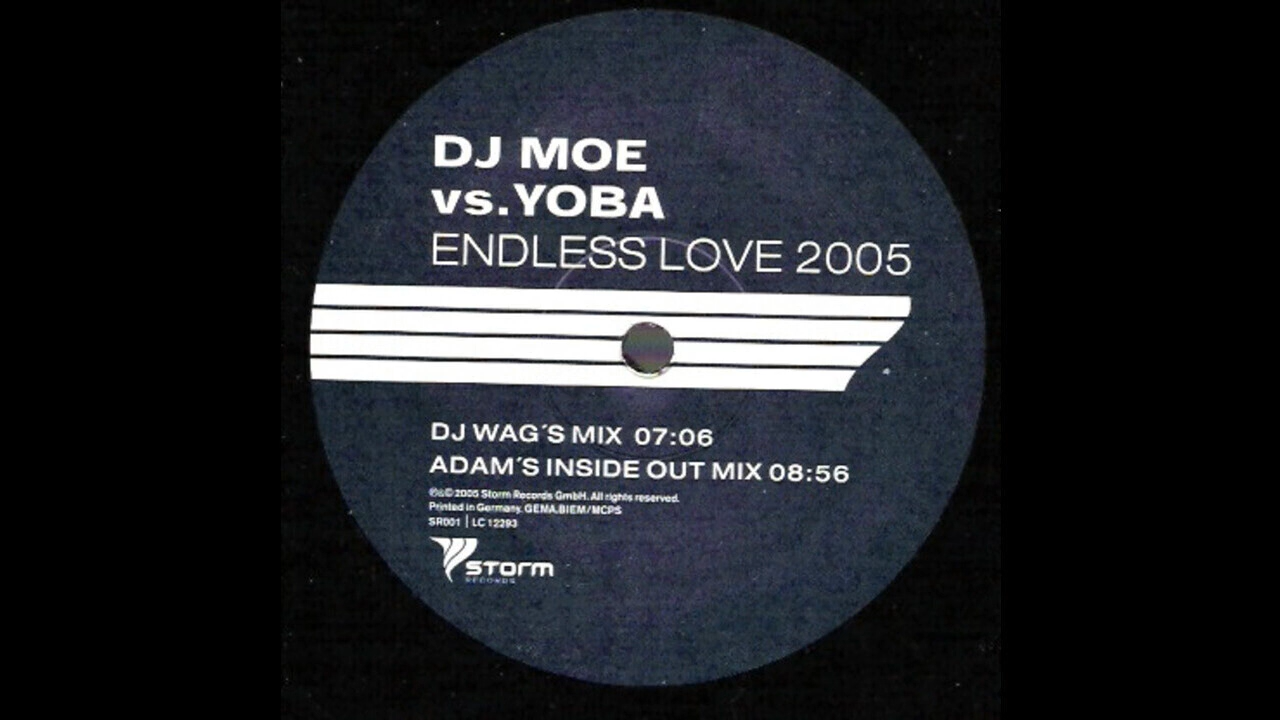 DJ MOE
vs.YOBA
ENDLESS LOVE 2005
DJ WAG´S MIX 07:06
ADAM´S INSIDE OUT MIX 08:56
℗&© 2005 Storm Records GmbH. All rights reserved.
Printed in Germany. GEMA.BIEM/MCPS
SR001 | LC 12293
STORM
RECORDS